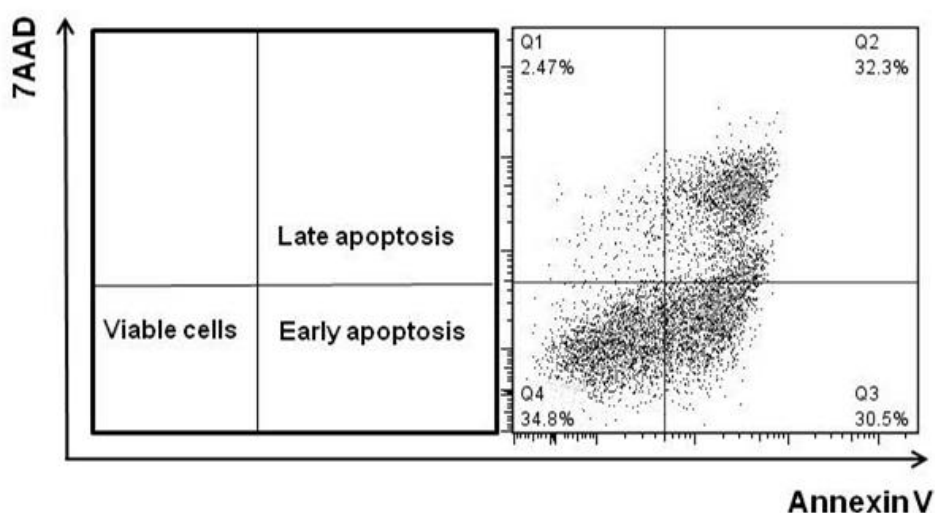 7AAD
Late apoptosis
Viable cells
Early apoptosis
Q1
2.47%
Q2
32.3%
Q4
34.8%
Q3
30.5%
Annexin V